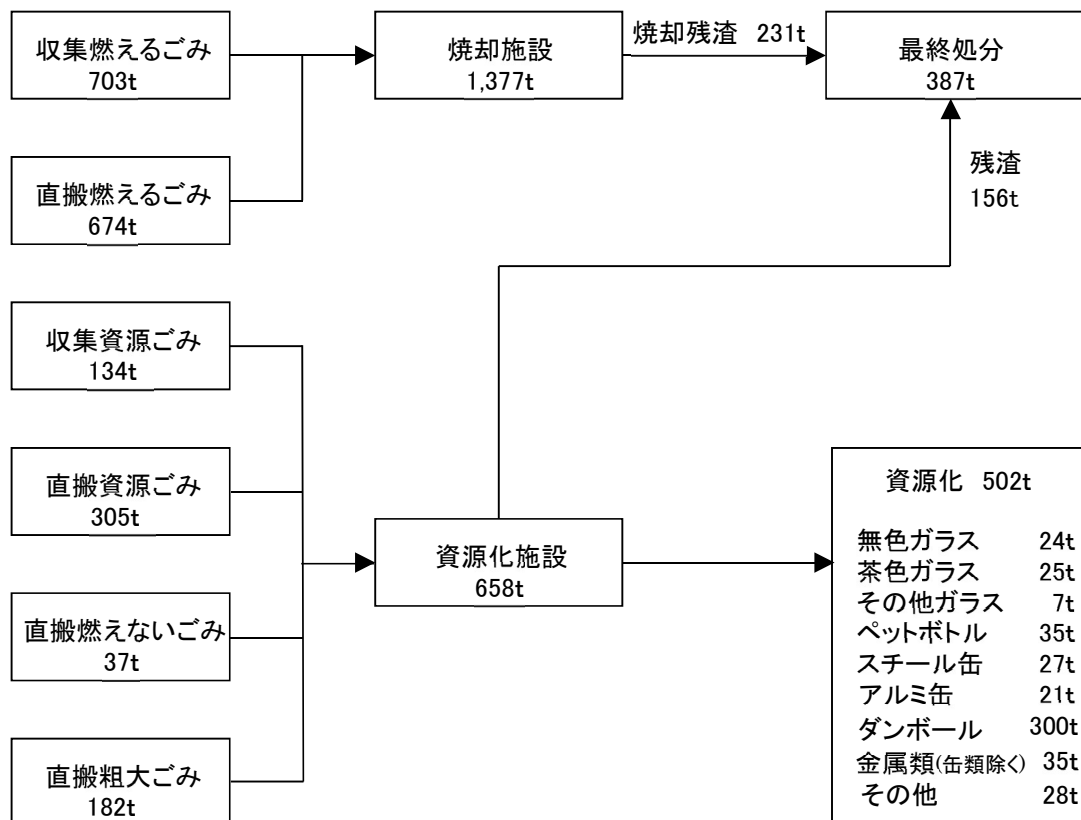 収集燃えるごみ
703t
焼却施設
1,377t
焼却残渣 231t
最終処分
387t
直搬燃えるごみ
674t
残渣
156t
収集資源ごみ
134t
直搬資源ごみ
305t
資源化施設
658t
直搬燃えないごみ
37t
直搬粗大ごみ
182t
資源化 502t
無色ガラス 24t
茶色ガラス 25t
その他ガラス 7t
ペットボトル 35t
スチール缶 27t
アルミ缶 21t
ダンボール 300t
金属類(缶類除く) 35t
その他 28t